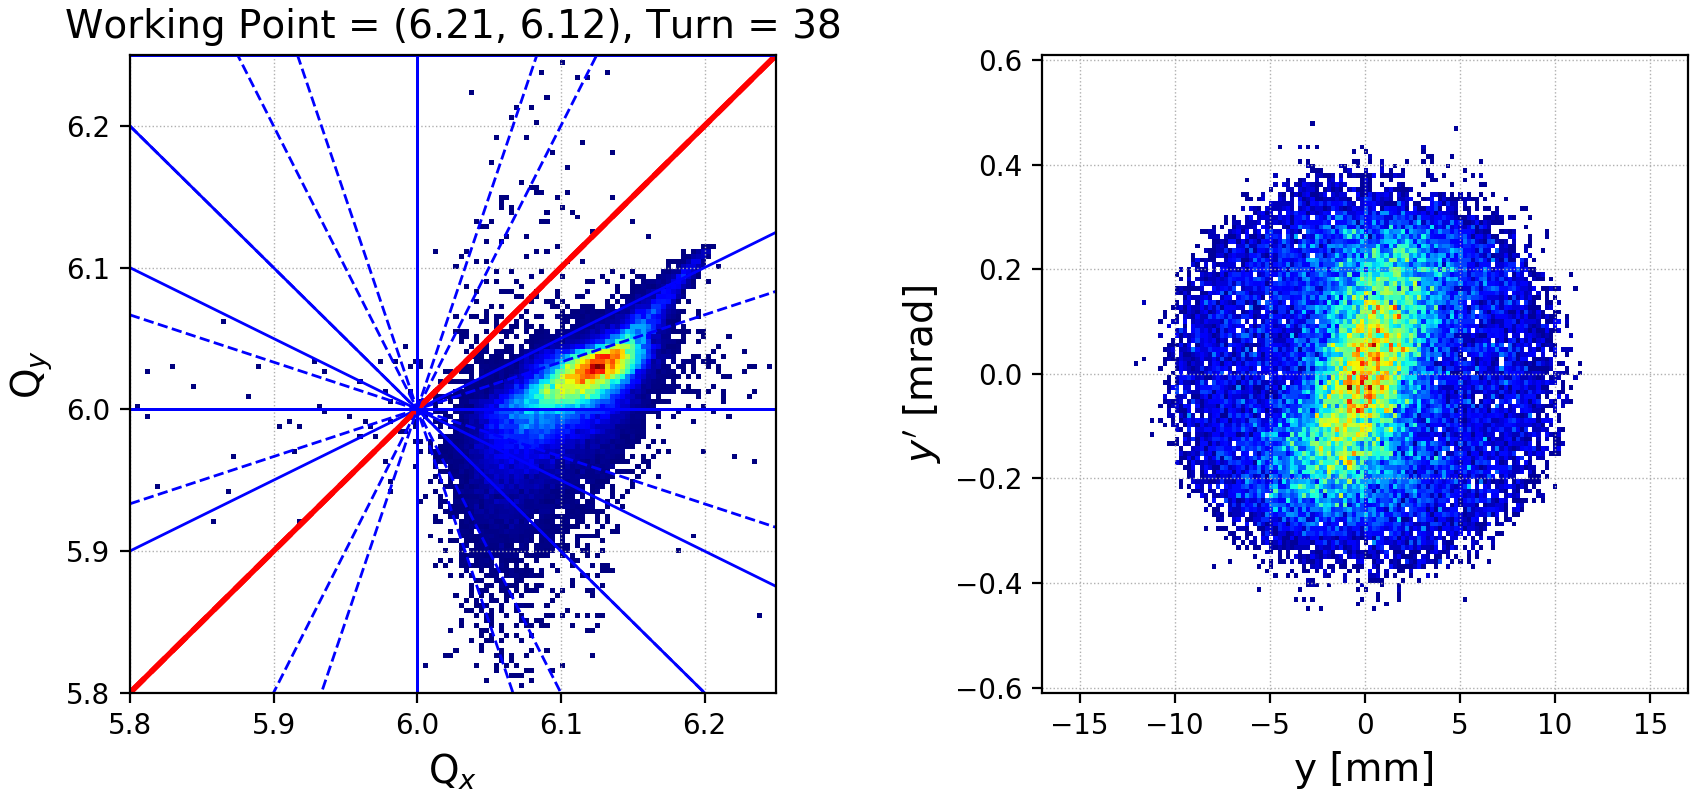 Working Point = (6.21, 6.12), Turn = 38
6.2
6.1
6.0
5.9
5.8
Q_y
5.8 5.9 6.0 6.1 6.2
Q_x
0.6
0.4
0.2
0.0
−0.2
−0.4
−0.6
y′ [mrad]
−15 −10 −5 0 5 10 15
y [mm]